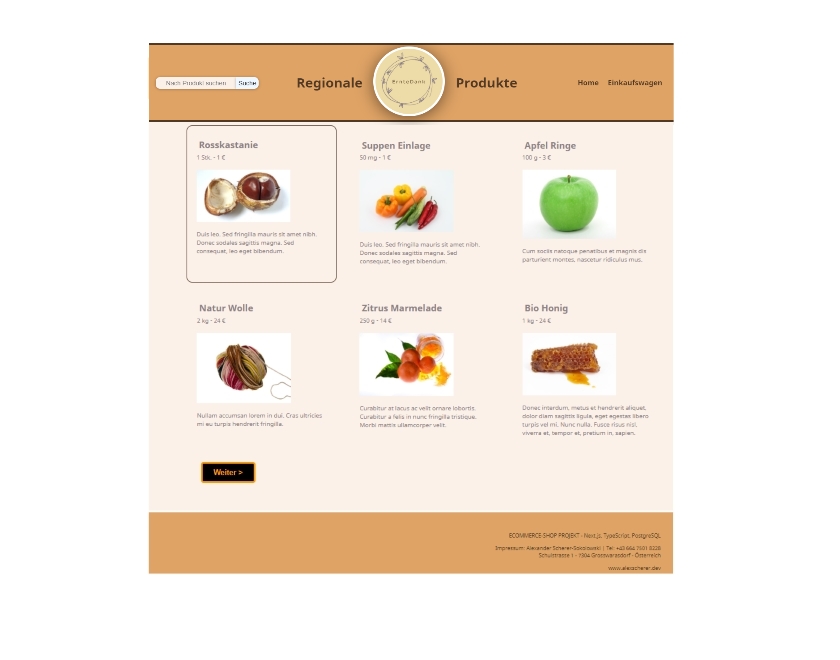 Nach Produkt suchen
Suche
Regionale
ErnteDank
Produkte
Home
Einkaufswagen
Rosskastanie
1 Stk. - 1 €
Duis leo. Sed fringilla mauris sit amet nibh.
Donec sodales sagittis magna. Sed
consequat, leo eget bibendum.
Suppen Einlage
50 mg - 1 €
Duis leo. Sed fringilla mauris sit amet nibh.
Donec sodales sagittis magna. Sed
consequat, leo eget bibendum.
Apfel Ringe
100 g - 3 €
Cum sociis natoque penatibus et magnis dis
parturient montes, nascetur ridiculus mus.
Natur Wolle
2 kg - 24 €
Nullam accumsan lorem in dui. Cras ultricies
mi eu turpis hendrerit fringilla.
Zitrus Marmelade
250 g - 14 €
Curabitur at lacus ac velit ornare lobortis.
Curabitur a felis in nunc fringilla tristique.
Morbi mattis ullamcorper velit.
Bio Honig
1 kg - 24 €
Donec interdum, metus et hendrerit aliquet,
dolor diam sagittis ligula, eget egestas libero
turpis vel mi. Nunc nulla. Fusce risus nisl,
viverra et, tempor et, pretium in, sapien.
Weiter >
ECOMMERCE SHOP PROJEKT - Next.js, TypeScript, PostgreSQL
Impressum: Alexander Scherer-Sokolowski | Tel: +43 664
Schulstrasse 1 - Grosswarasdorf - Österreich
www.alexscherer.dev